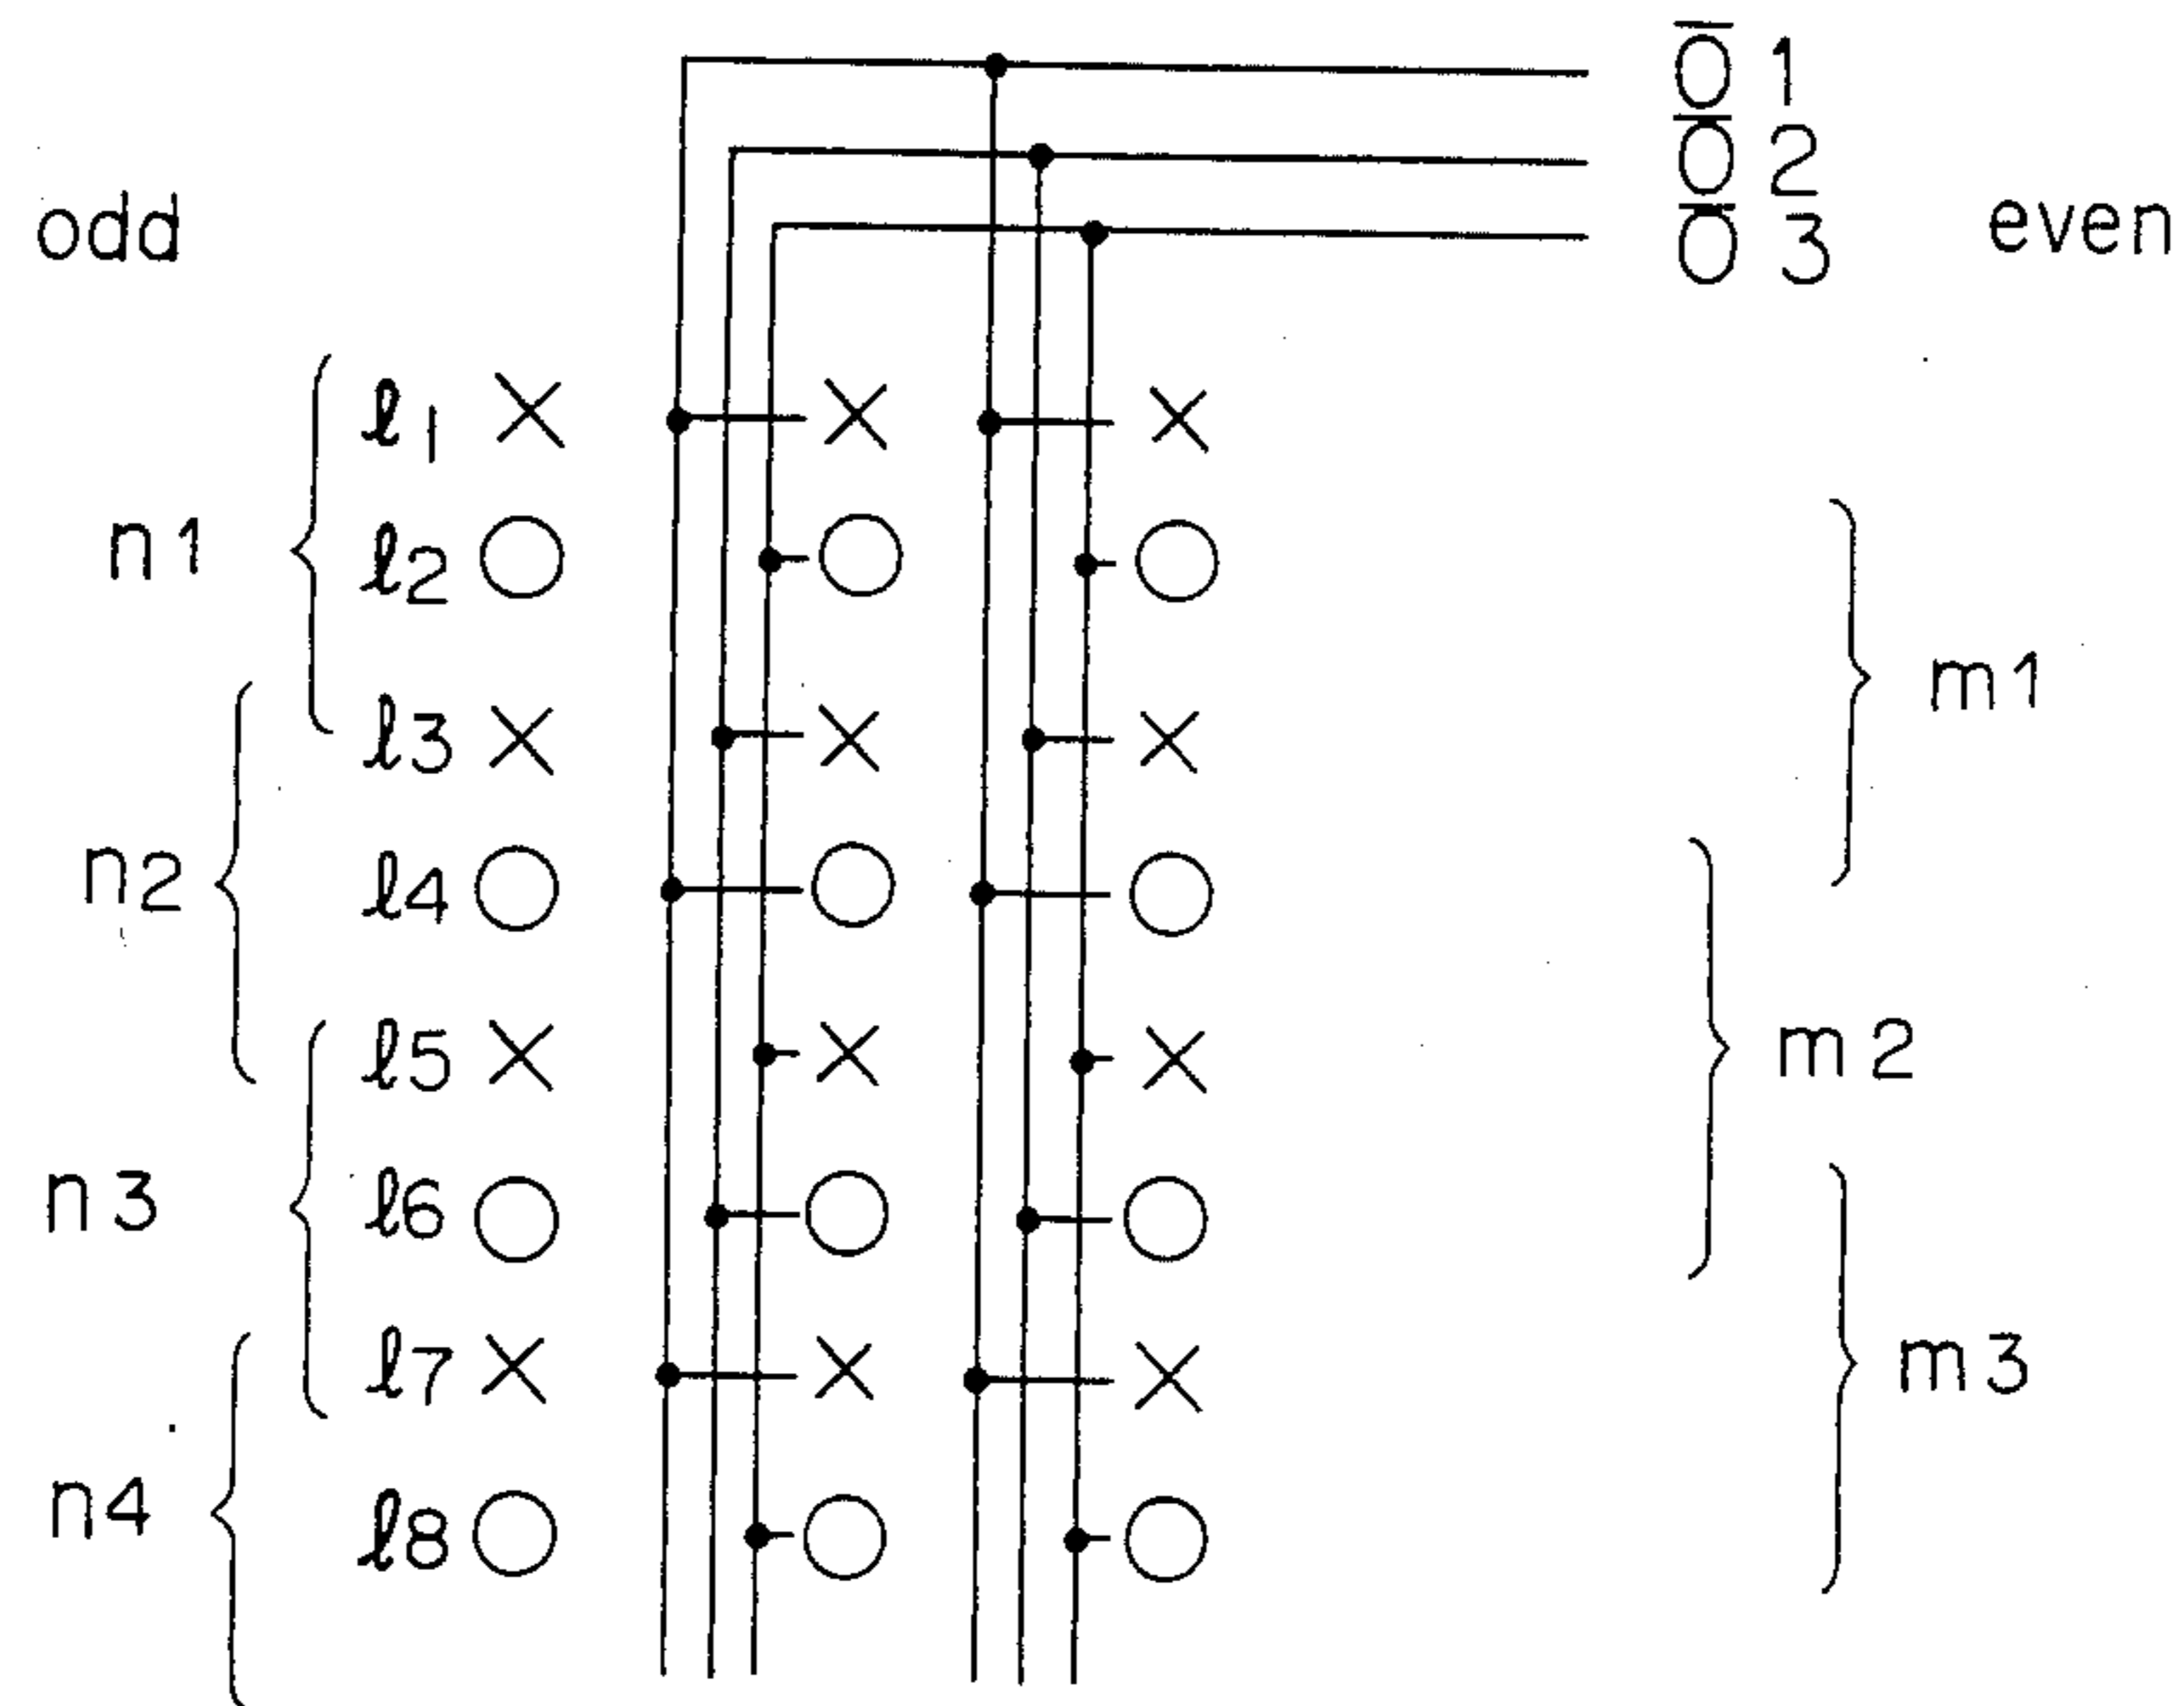 O̅ 1
O̅ 2
O̅ 3
odd
even
ℓ1
n1
ℓ2
m1
ℓ3
n2
ℓ4
ℓ5
m2
n3
ℓ6
ℓ7
m3
n4
ℓ8